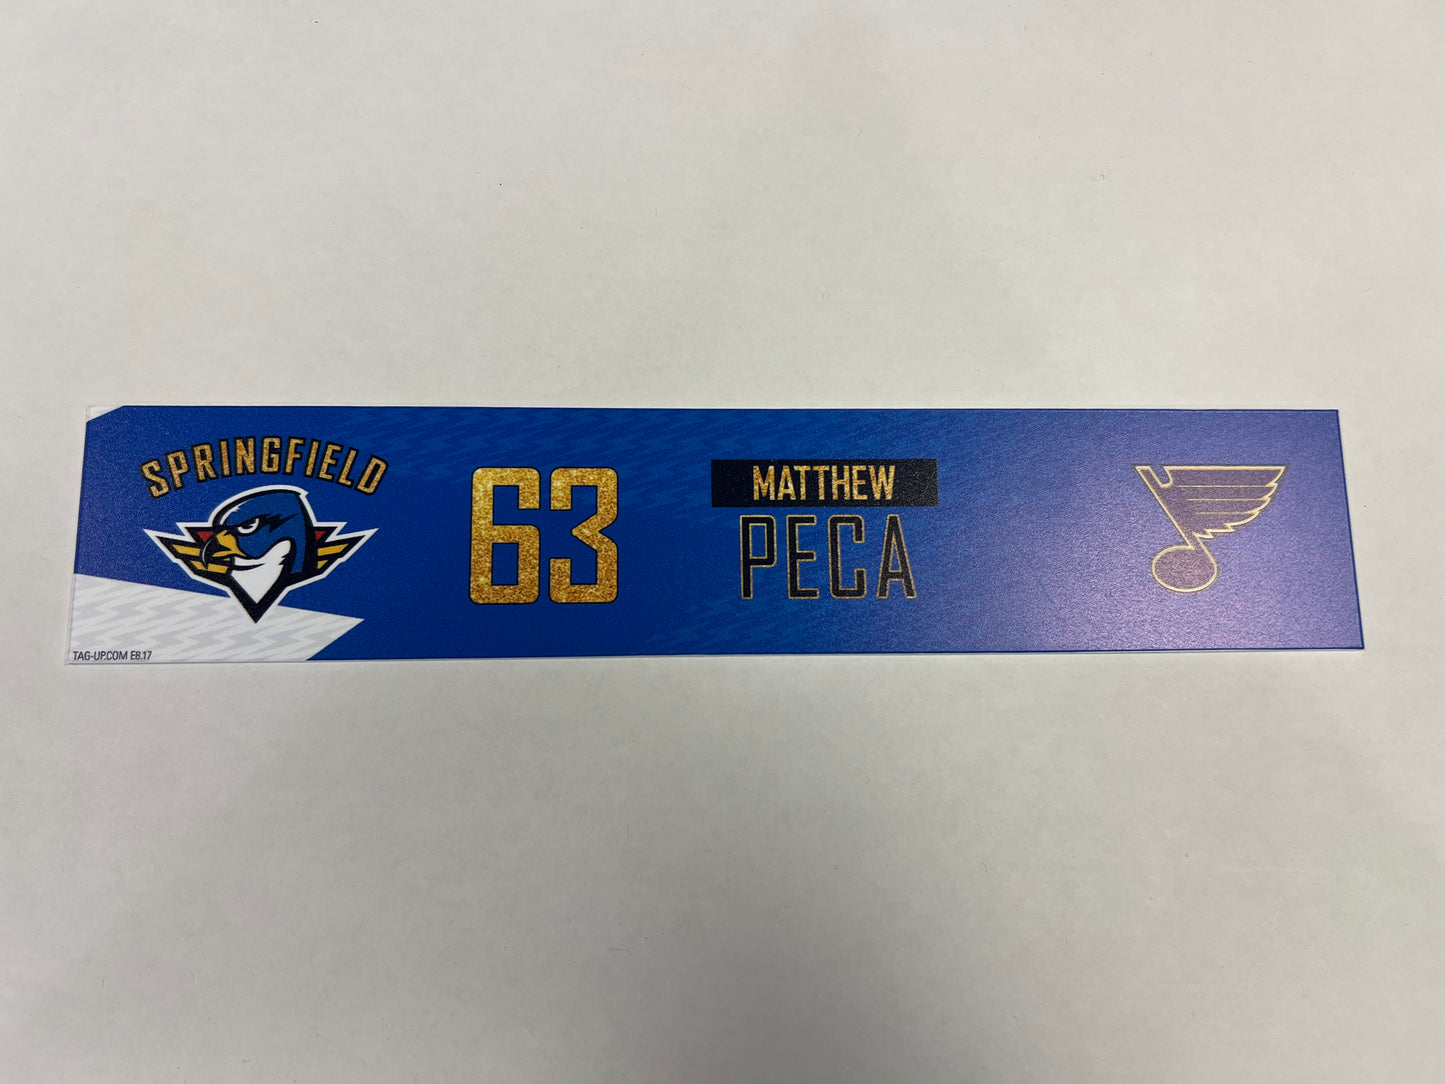 SPRINGFIELD
63
MATTHEW
PECA
TAG-UP.COM E8.17